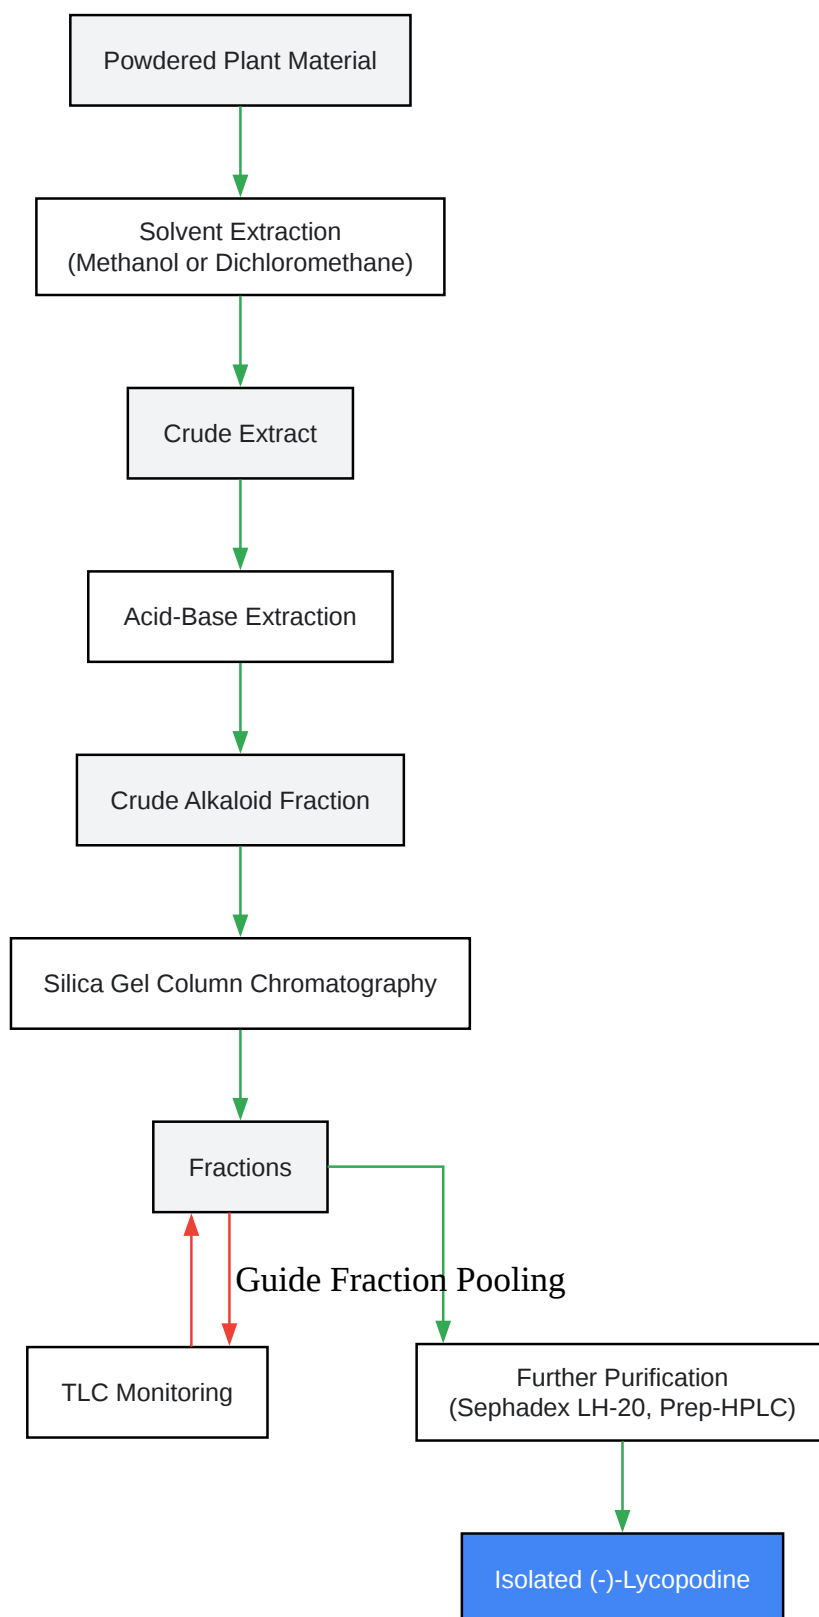 Powdered Plant Material
Solvent Extraction
(Methanol or Dichloromethane)
Crude Extract
Acid-Base Extraction
Crude Alkaloid Fraction
Silica Gel Column Chromatography
Fractions
Guide Fraction Pooling
TLC Monitoring
Further Purification
(Sephadex LH-20, Prep-HPLC)
Isolated (-)-Lycopodine